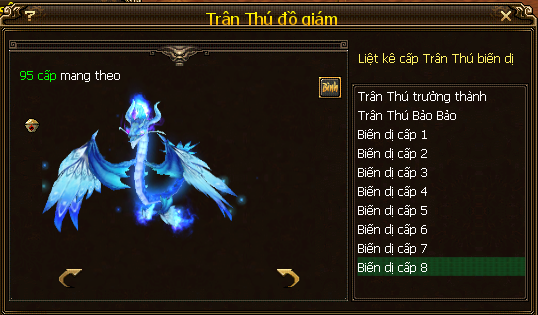 ?
Trân Thú đồ giám
95 cấp mang theo
Binh
Liệt kê cấp Trân Thú biến dị
Trân Thú trưởng thành
Trân Thú Bảo Bảo
Biến dị cấp 1
Biến dị cấp 2
Biến dị cấp 3
Biến dị cấp 4
Biến dị cấp 5
Biến dị cấp 6
Biến dị cấp 7
Biến dị cấp 8